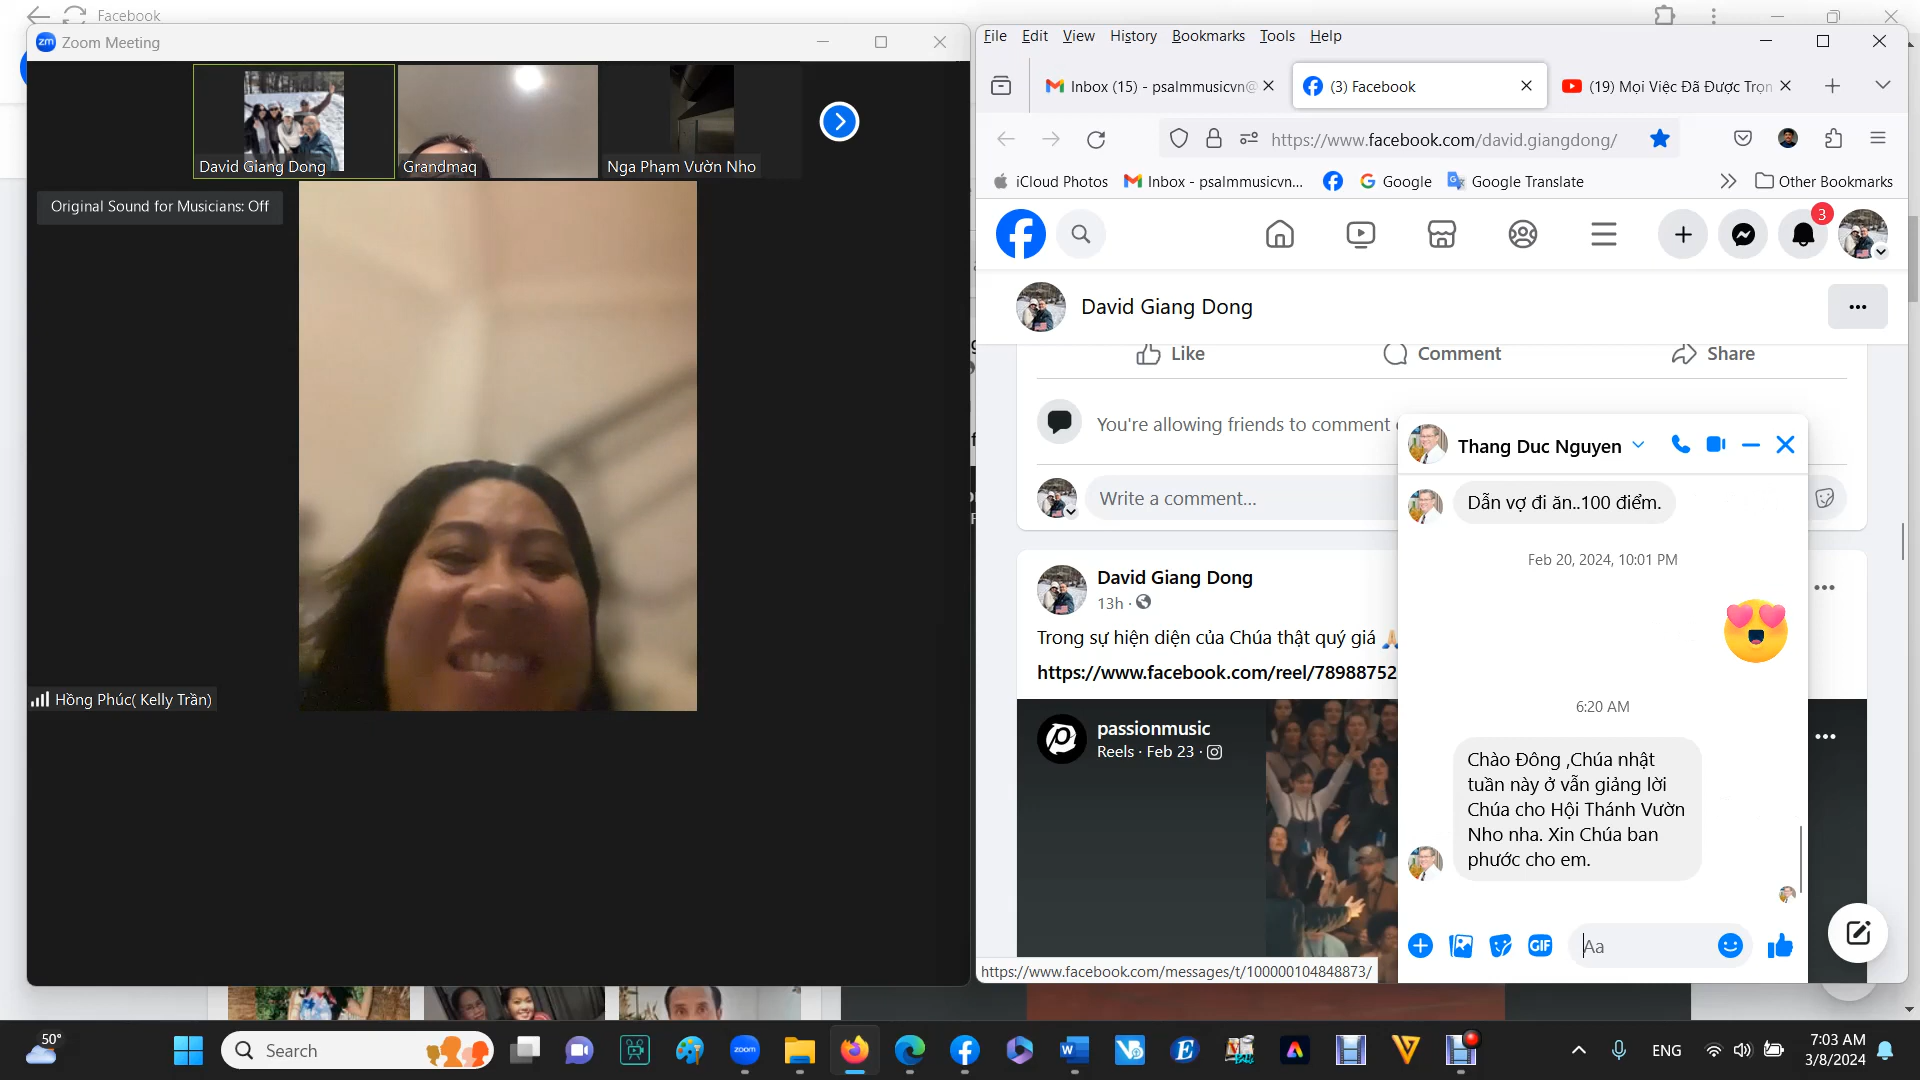 Facebook
Zoom Meeting
David Giang Dong
Grandmaq
Nga Phạm Vườn Nho
Original Sound for Musicians: Off
Hồng Phúc( Kelly Trần)
File Edit View History Bookmarks Tools Help
Inbox (15) - psalmmusicvn@
(3) Facebook
(19) Mọi Việc Đã Được Trọn
https://www.facebook.com/david.giangdong/
iCloud Photos
Inbox - psalmmusicvn...
Google
Google Translate
Other Bookmarks
3
David Giang Dong
Like
Comment
Share
You're allowing friends to comment
Write a comment...
David Giang Dong
13h ·
Trong sự hiện diện của Chúa thật quý giá
https://www.facebook.com/reel/78988752
passionmusic
Reels · Feb 23 ·
Thang Duc Nguyen
Dẫn vợ đi ăn..100 điểm.
Feb 20, 2024, 10:01 PM
6:20 AM
Chào Đông ,Chúa nhật
tuần này ở vẫn giảng lời
Chúa cho Hội Thánh Vườn
Nho nha. Xin Chúa ban
phước cho em.
GIF
Aa
https://www.facebook.com/messages/t/100000104848873/
50°
Search
zoom
ENG
7:03 AM
3/8/2024